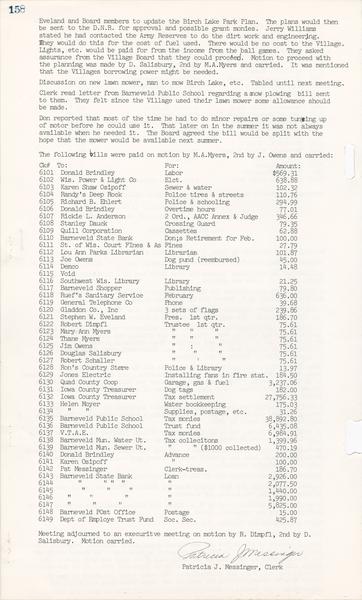 158
Eveland and Board members to update the Birch Lake Park Plan. The plans would then
be sent to the D.N.R. for approval and possible grant monies. Jerry Williams
stated he had contacted the Army Reserves to do the dirt work and engineering.
They would do this for the cost of fuel used. There would be no cost to the Village.
Lights, etc. would be paid for from the income from the ball games. They asked
assurance from the Village Board that they could proceed. Motion to proceed with
the planning was made by D. Salisbury, 2nd by M.A.Myers and carried. It was
mentioned that the Villages borrowing power might be needed.
Discussion on new lawn mower, man to mow Birch Lake, etc. Tabled until next meeting.
Clerk read letter from Barneveld Public School regarding a snow plowing bill sent
to them. They felt since the Village used their lawn mower some allowance should
be made.
Don reported that most of the time he had to do minor repairs or some tuning up
of motor before he could use it. That later on in the summer it was not always
available when he needed it. The Board agreed the bill would be split with the
hope that the mower would be available next summer.
The following bills were paid on motion by M.A.Myers, 2nd by J. Owens and carried:
Ck# To: For: Amount:
6101 Donald Brindley Labor $569.31
6102 Wis. Power & Light Co Elct. 638.88
6103 Karen Shaw Ospoff Sewer & water 102.32
6104 Randy's Deep Rock Police tires & streets 110.76
6105 Richard B. Ehlert Police & schooling 294.99
6106 Donald Brindley Overtime hours 77.01
6107 Rickie L. Anderson 2 Ord., AACC Annex & Judge 346.66
6108 Stanley Dauck Crossing Guard 79.35
6109 Quill Corporation Cassettes 62.88
6110 Barneveld State Bank Don;s Retirement for Feb. 100.00
6111 St. of Wis. Court Fines & As Fines 27.79
6112 Lou Ann Parks Librarian Librarian 101.87
6113 Joe Owens Dog pund (reembursed) 45.00
6114 Demco Library 14.48
6115 Void
6116 Southwest Wis. Library Library 21.25
6117 Barneveld Shopper Publishing 79.80
6118 Huef's Sanitary Service February 636.00
6119 General Telephone Co Phone 39.68
6120 Gladdon Co., Inc 3 sets of flags 239.86
6121 Stephen W. Eveland Pres. 1st qtr. 186.70
6122 Robert Dimpfl Trustee 1st qtr. 75.61
6123 Mary Ann Myers " " " 75.61
6124 Thane Myers " " " 75.61
6125 Jim Owens " " " 75.61
6126 Douglas Salisbury " " " 75.61
6127 Robert Schaller " " " 75.61
6128 Ron's Country Store Police & Library 13.97
6129 Jones Electric Installing fans in fire stat. 184.50
6130 Quad County Coop Garage, gas & fuel 3,237.06
6131 Iowa County Treasurer Dog tags 182.00
6132 Iowa County Treasurer Tax settlement 27,756.33
6133 Helen Moyer Water bookkeeping 175.03
6134 " " Supplies, postage, etc. 31.26
6135 Barneveld Public School Tax monies 38,892.80
6136 Barneveld Public School Trust fund 6,435.08
6137 V.T.A.E. Tax monies 6,964.91
6138 Barneveld Mun. Water Ut. Tax collecitons 1,399.96
6139 Barneveld Mun. Sewer Ut. " " ($1000 collected) 470.19
6140 Donald Brindley Advance 200.00
6141 Karen Osipoff " 100.00
6142 Pat Messinger Clerk-treas. 186.70
6143 Barneveld State Bank Loan 2,926.00
6144 " " " " 2,077.50
6145 " " " " 1,440.00
6146 " " " " 1,990.00
6147 " " " " 5,825.00
6148 Barneveld POst Office Postage 15.00
6149 Dept of Employe Trust Fund Soc. Sec. 425.87
Meeting adjourned to an execuritve meeting on motion by R. Dimpfl, 2nd by D.
Salisbury. Motion carried.
Patricia J. Messinger
Patricia J. Messinger, Clerk